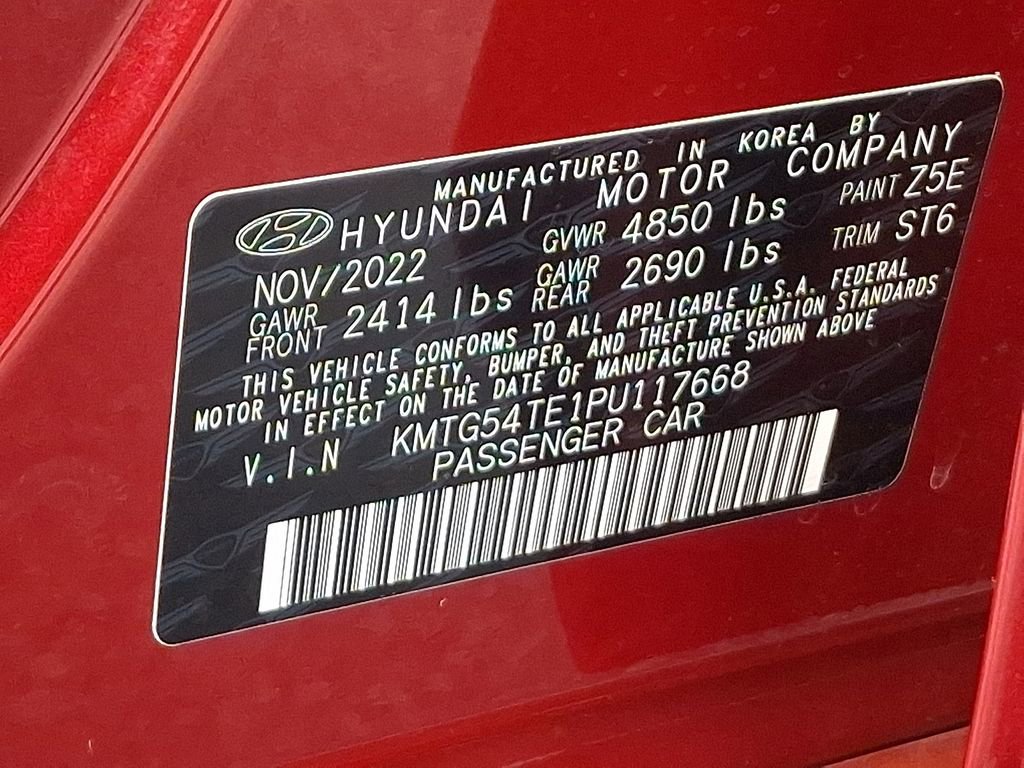 MANUFACTURED IN KOREA BY
HYUNDAI MOTOR COMPANY
NOV/2022 GVWR 4850 lbs PAINT Z5E
GAWR FRONT 2414 lbs GAWR REAR 2690 lbs TRIM ST6
THIS VEHICLE CONFORMS TO ALL APPLICABLE U.S.A. FEDERAL
MOTOR VEHICLE SAFETY, BUMPER, AND THEFT PREVENTION STANDARDS
IN EFFECT ON THE DATE OF MANUFACTURE SHOWN ABOVE
V.I.N KMTG54TE1PU117668
PASSENGER CAR